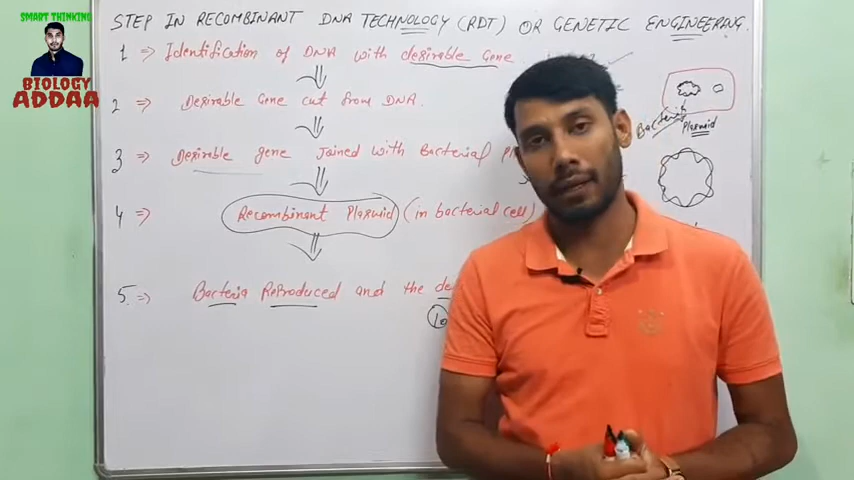 SMART THINKING
BIOLOGY
ADDAA
STEP IN RECOMBINANT DNA TECHNOLOGY (RDT) OR GENETIC ENGINEERING.
1 => Identification of DNA with desirable Gene
2 => Desirable Gene cut from DNA.
3 => Desirable gene Joined with Bacterial
4 => Recombinant Plasmid (in bacterial cell)
5. => Bacteria Reproduced and the
Bacteria
Plasmid